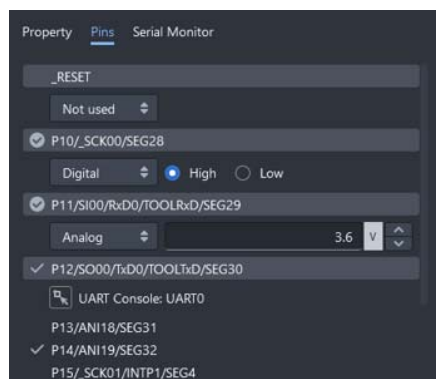 Property Pins Serial Monitor
_RESET
Not used
P10/_SCK00/SEG28
Digital High Low
P11/SI00/RxD0/TOOLRxD/SEG29
Analog 3.6 V
P12/SO00/TxD0/TOOLTxD/SEG30
UART Console: UART0
P13/ANI18/SEG31
P14/ANI19/SEG32
P15/_SCK01/INTP1/SEG4